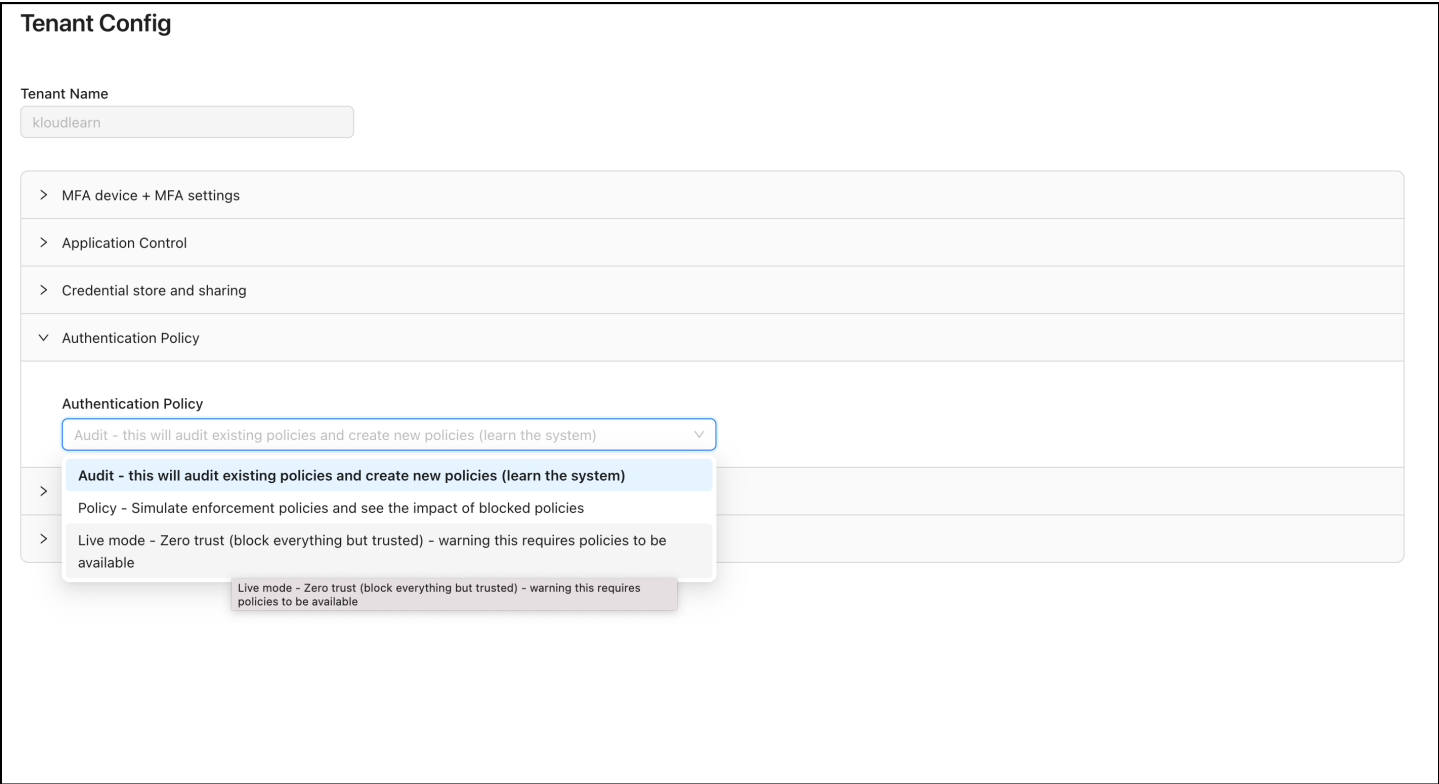 Tenant Config
Tenant Name
kloudlearn
MFA device + MFA settings
Application Control
Credential store and sharing
Authentication Policy
Authentication Policy
Audit - this will audit existing policies and create new policies (learn the system)
Audit - this will audit existing policies and create new policies (learn the system)
Policy - Simulate enforcement policies and see the impact of blocked policies
Live mode - Zero trust (block everything but trusted) - warning this requires policies to be
available
Live mode - Zero trust (block everything but trusted) - warning this requires
policies to be available